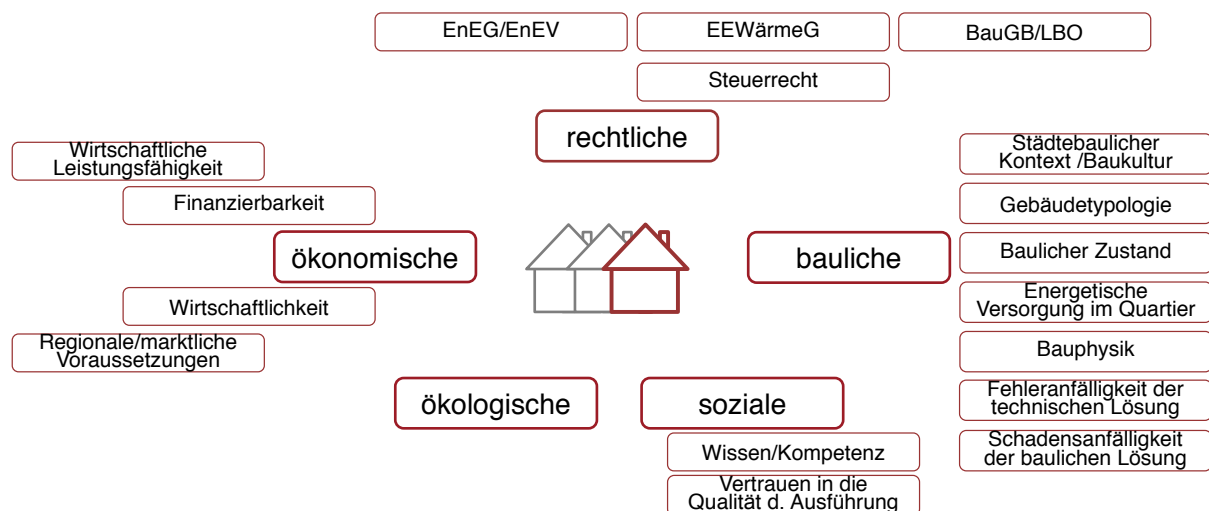 EnEG/EnEV
EEWärmeG
BauGB/LBO
Steuerrecht
rechtliche
Wirtschaftliche
Leistungsfähigkeit
Finanzierbarkeit
ökonomische
Wirtschaftlichkeit
Regionale/marktliche
Voraussetzungen
bauliche
Städtebaulicher
Kontext /Baukultur
Gebäudetypologie
Baulicher Zustand
Energetische
Versorgung im Quartier
Bauphysik
Fehleranfälligkeit der
technischen Lösung
Schadensanfälligkeit
der baulichen Lösung
ökologische
soziale
Wissen/Kompetenz
Vertrauen in die
Qualität d. Ausführung